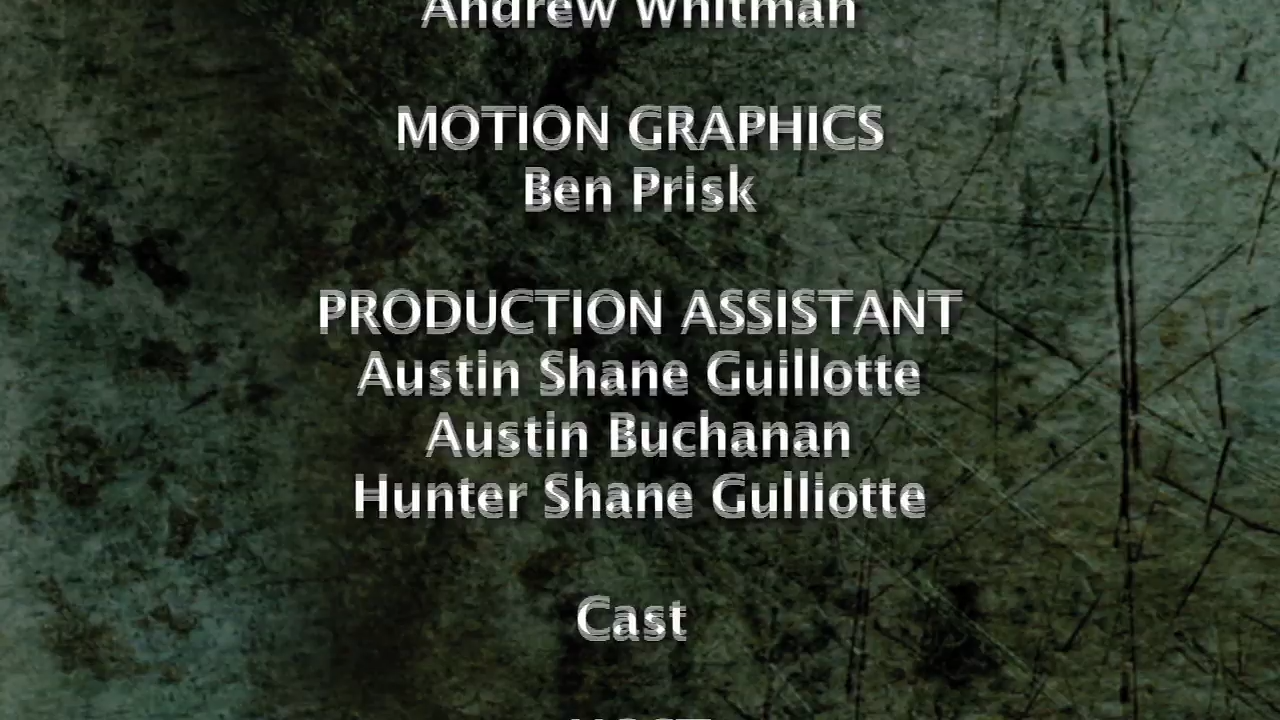 Andrew Whitman
MOTION GRAPHICS
Ben Prisk
PRODUCTION ASSISTANT
Austin Shane Guillotte
Austin Buchanan
Hunter Shane Gulliotte
Cast